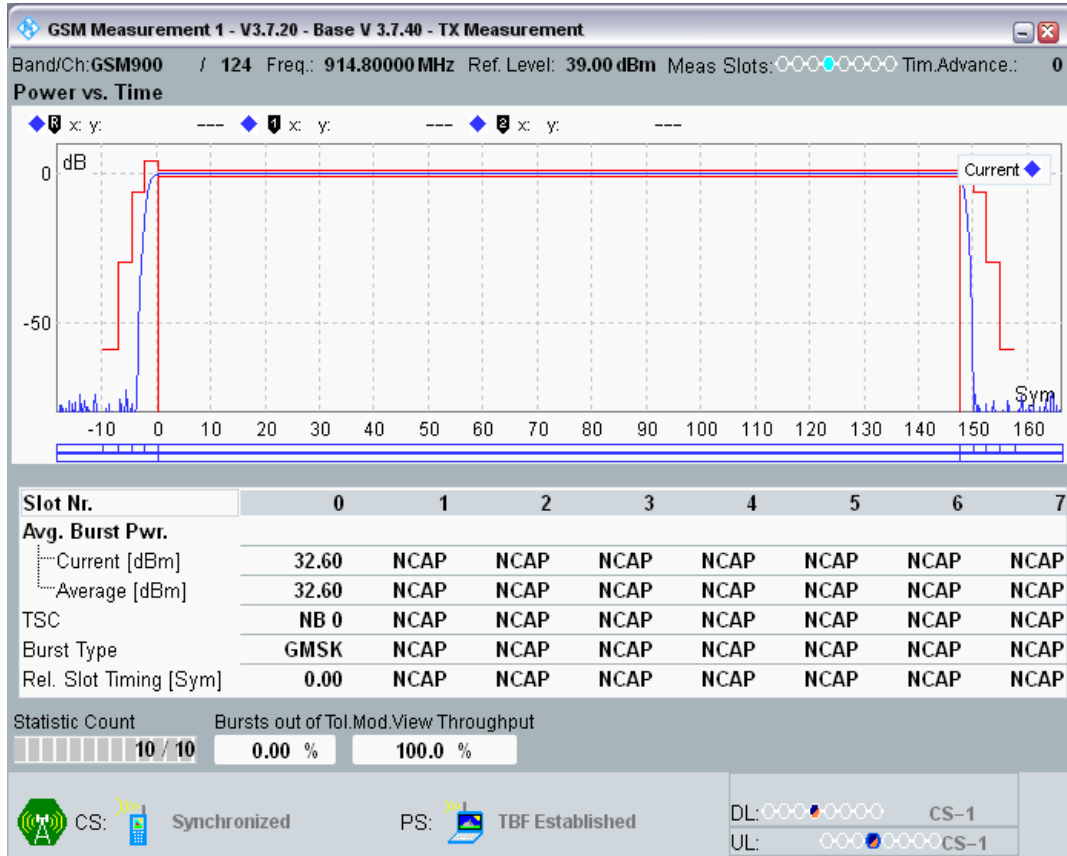 GSM Measurement 1 - V3.7.20 - Base V 3.7.40 - TX Measurement
Band/Ch:GSM900 / 124 Freq.: 914.80000 MHz Ref. Level: 39.00 dBm Meas Slots: Tim.Advance.: 0
Power vs. Time
R x: y: --- 1 x: y: --- 2 x: y: ---
dB
0
Current
-50
Sym
-10 0 10 20 30 40 50 60 70 80 90 100 110 120 130 140 150 160
Slot Nr. 0 1 2 3 4 5 6 7
Avg. Burst Pwr.
Current [dBm] 32.60 NCAP NCAP NCAP NCAP NCAP NCAP NCAP
Average [dBm] 32.60 NCAP NCAP NCAP NCAP NCAP NCAP NCAP
TSC NB 0 NCAP NCAP NCAP NCAP NCAP NCAP NCAP
Burst Type GMSK NCAP NCAP NCAP NCAP NCAP NCAP NCAP
Rel. Slot Timing [Sym] 0.00 NCAP NCAP NCAP NCAP NCAP NCAP NCAP
Statistic Count Bursts out of Tol. Mod.View Throughput
10 / 10 0.00 % 100.0 %
CS: Synchronized PS: TBF Established DL: CS-1
UL: CS-1